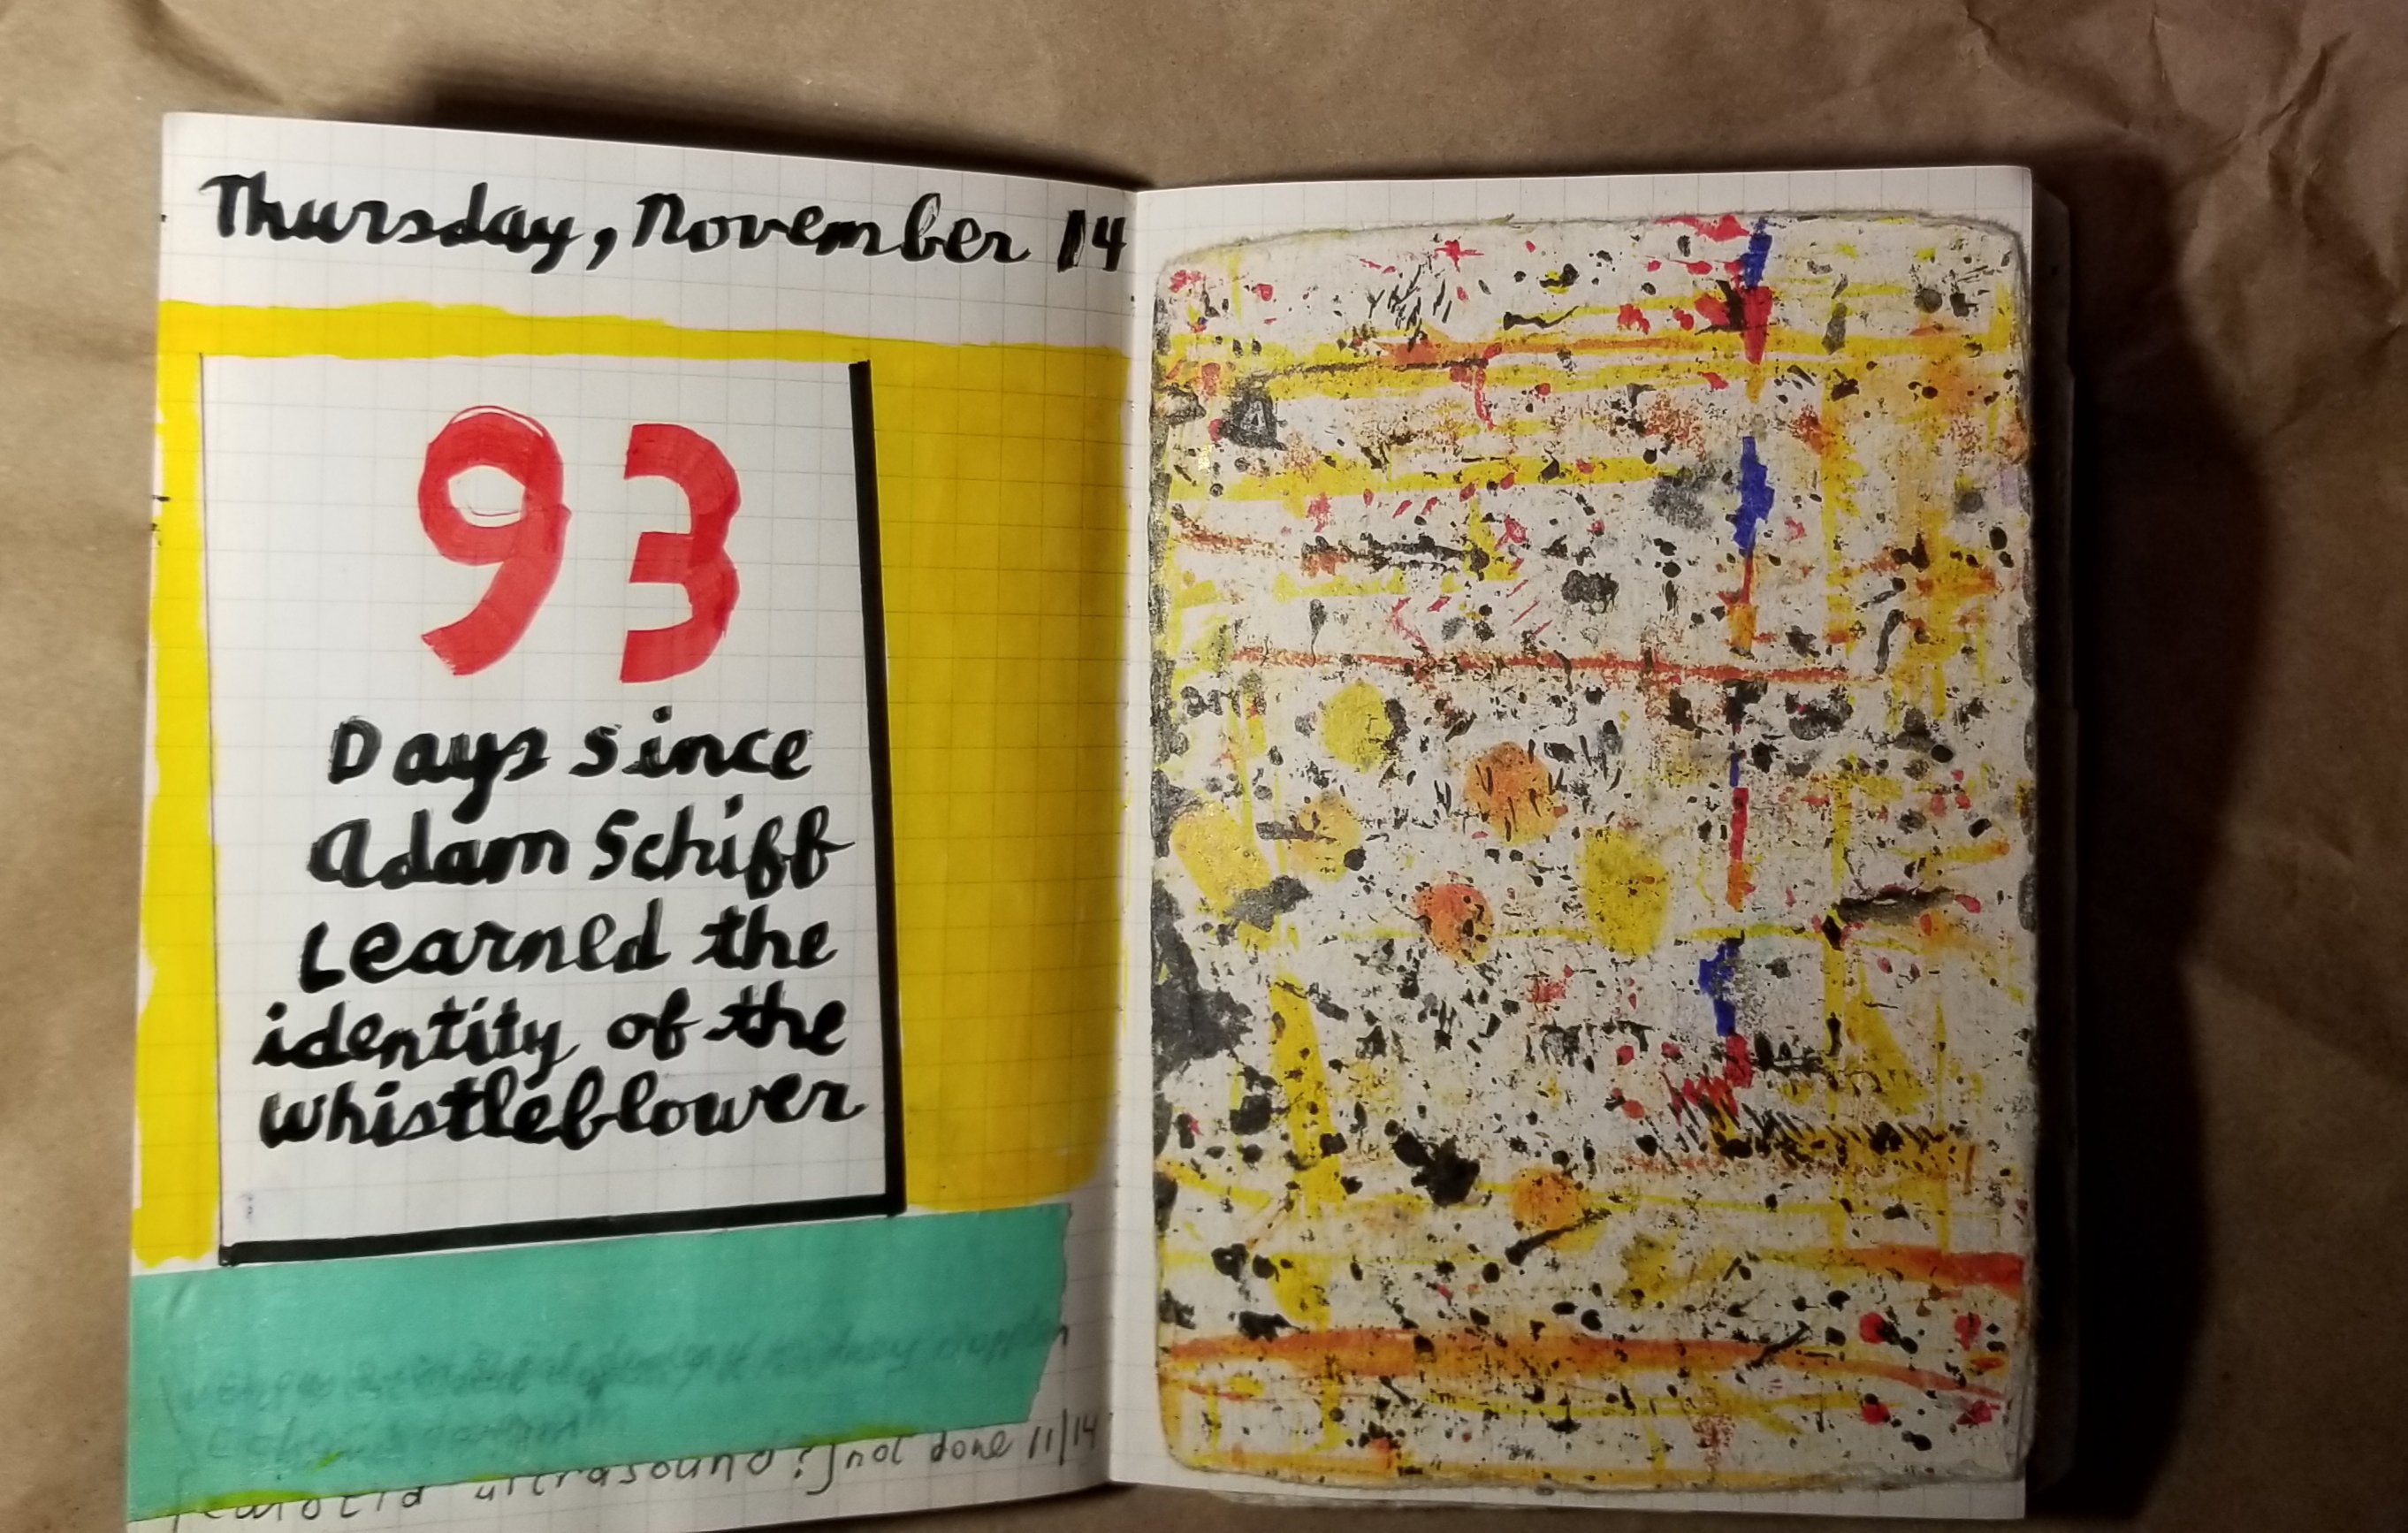 Thursday, November 14
93
Days since
Adam Schiff
Learned the
identity of the
whistleblower
carotid ultrasound? not done 11/14